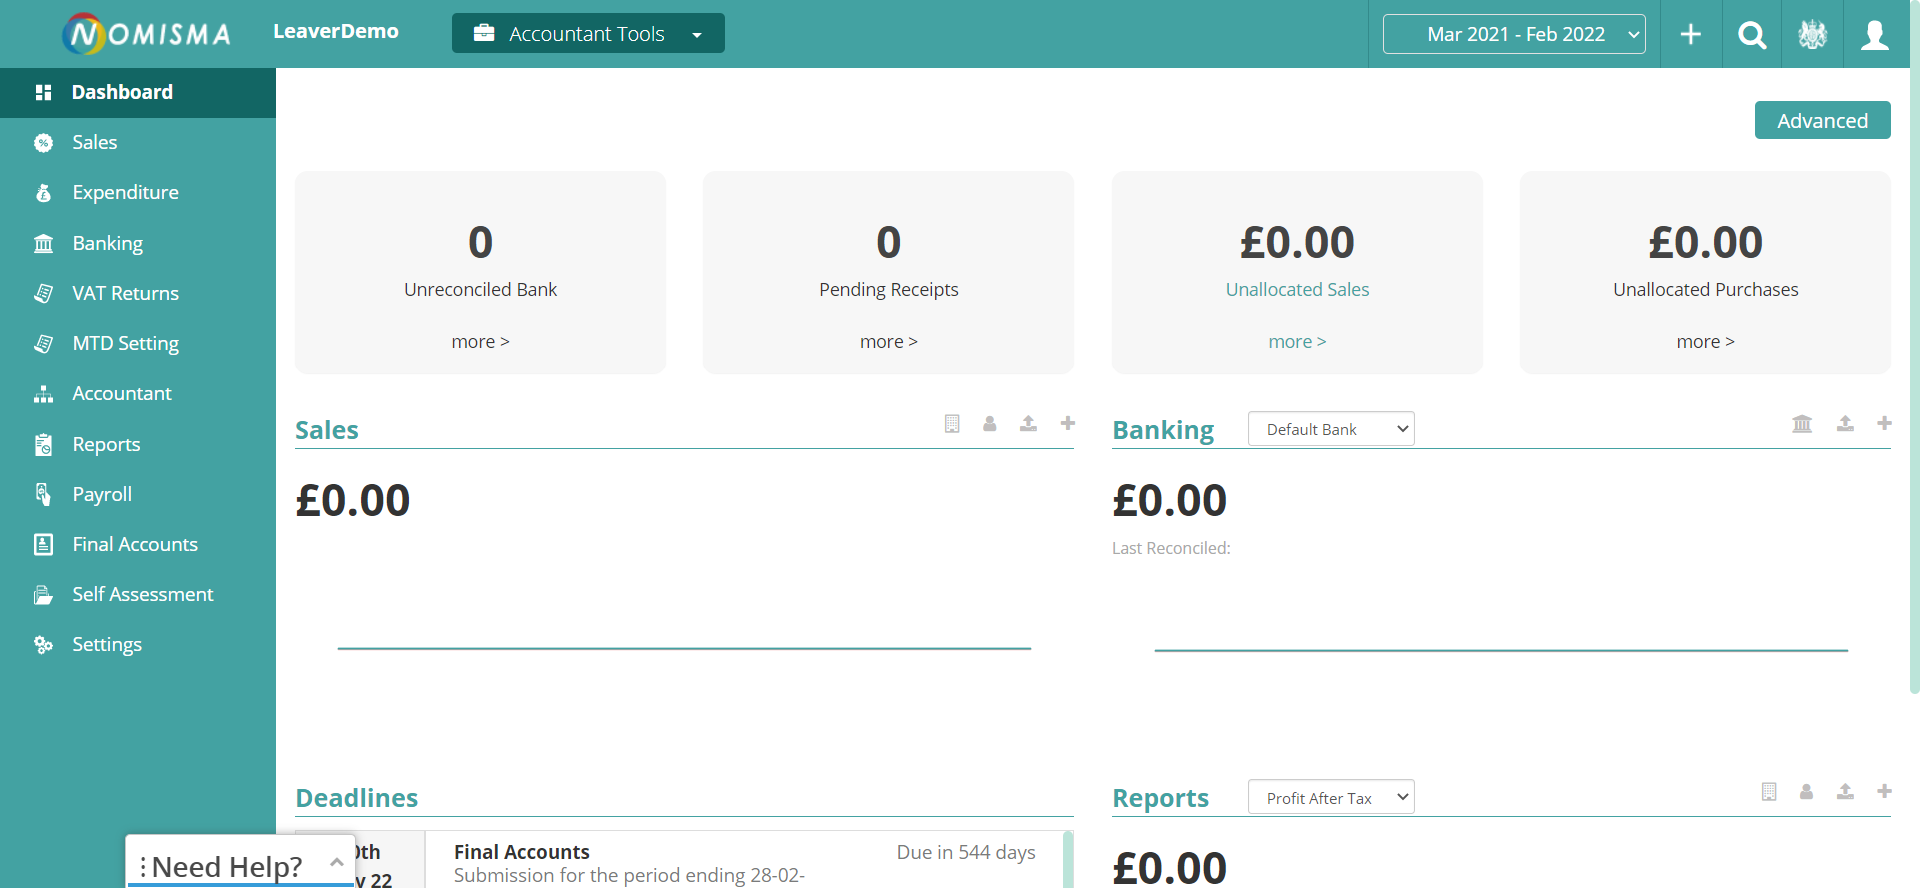 NOMISMA
LeaverDemo
Accountant Tools
Mar 2021 - Feb 2022
Dashboard
Sales
Expenditure
Banking
VAT Returns
MTD Setting
Accountant
Reports
Payroll
Final Accounts
Self Assessment
Settings
Advanced
0
Unreconciled Bank
more >
0
Pending Receipts
more >
£0.00
Unallocated Sales
more >
£0.00
Unallocated Purchases
more >
Sales
£0.00
Banking
Default Bank
£0.00
Last Reconciled:
Deadlines
Final Accounts
Due in 544 days
Submission for the period ending 28-02-
22
Reports
Profit After Tax
£0.00
Need Help?